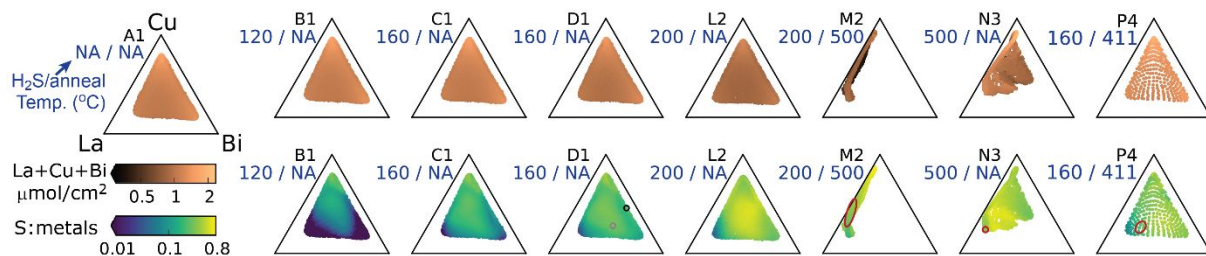 Cu
A1
NA / NA
H₂S/anneal
Temp. (°C)
La
Bi
La+Cu+Bi
μmol/cm²
0.5 1 2
S:metals
0.01 0.1 0.8
B1
120 / NA
C1
160 / NA
D1
160 / NA
L2
200 / NA
M2
200 / 500
N3
500 / NA
P4
160 / 411
B1
120 / NA
C1
160 / NA
D1
160 / NA
L2
200 / NA
M2
200 / 500
N3
500 / NA
P4
160 / 411